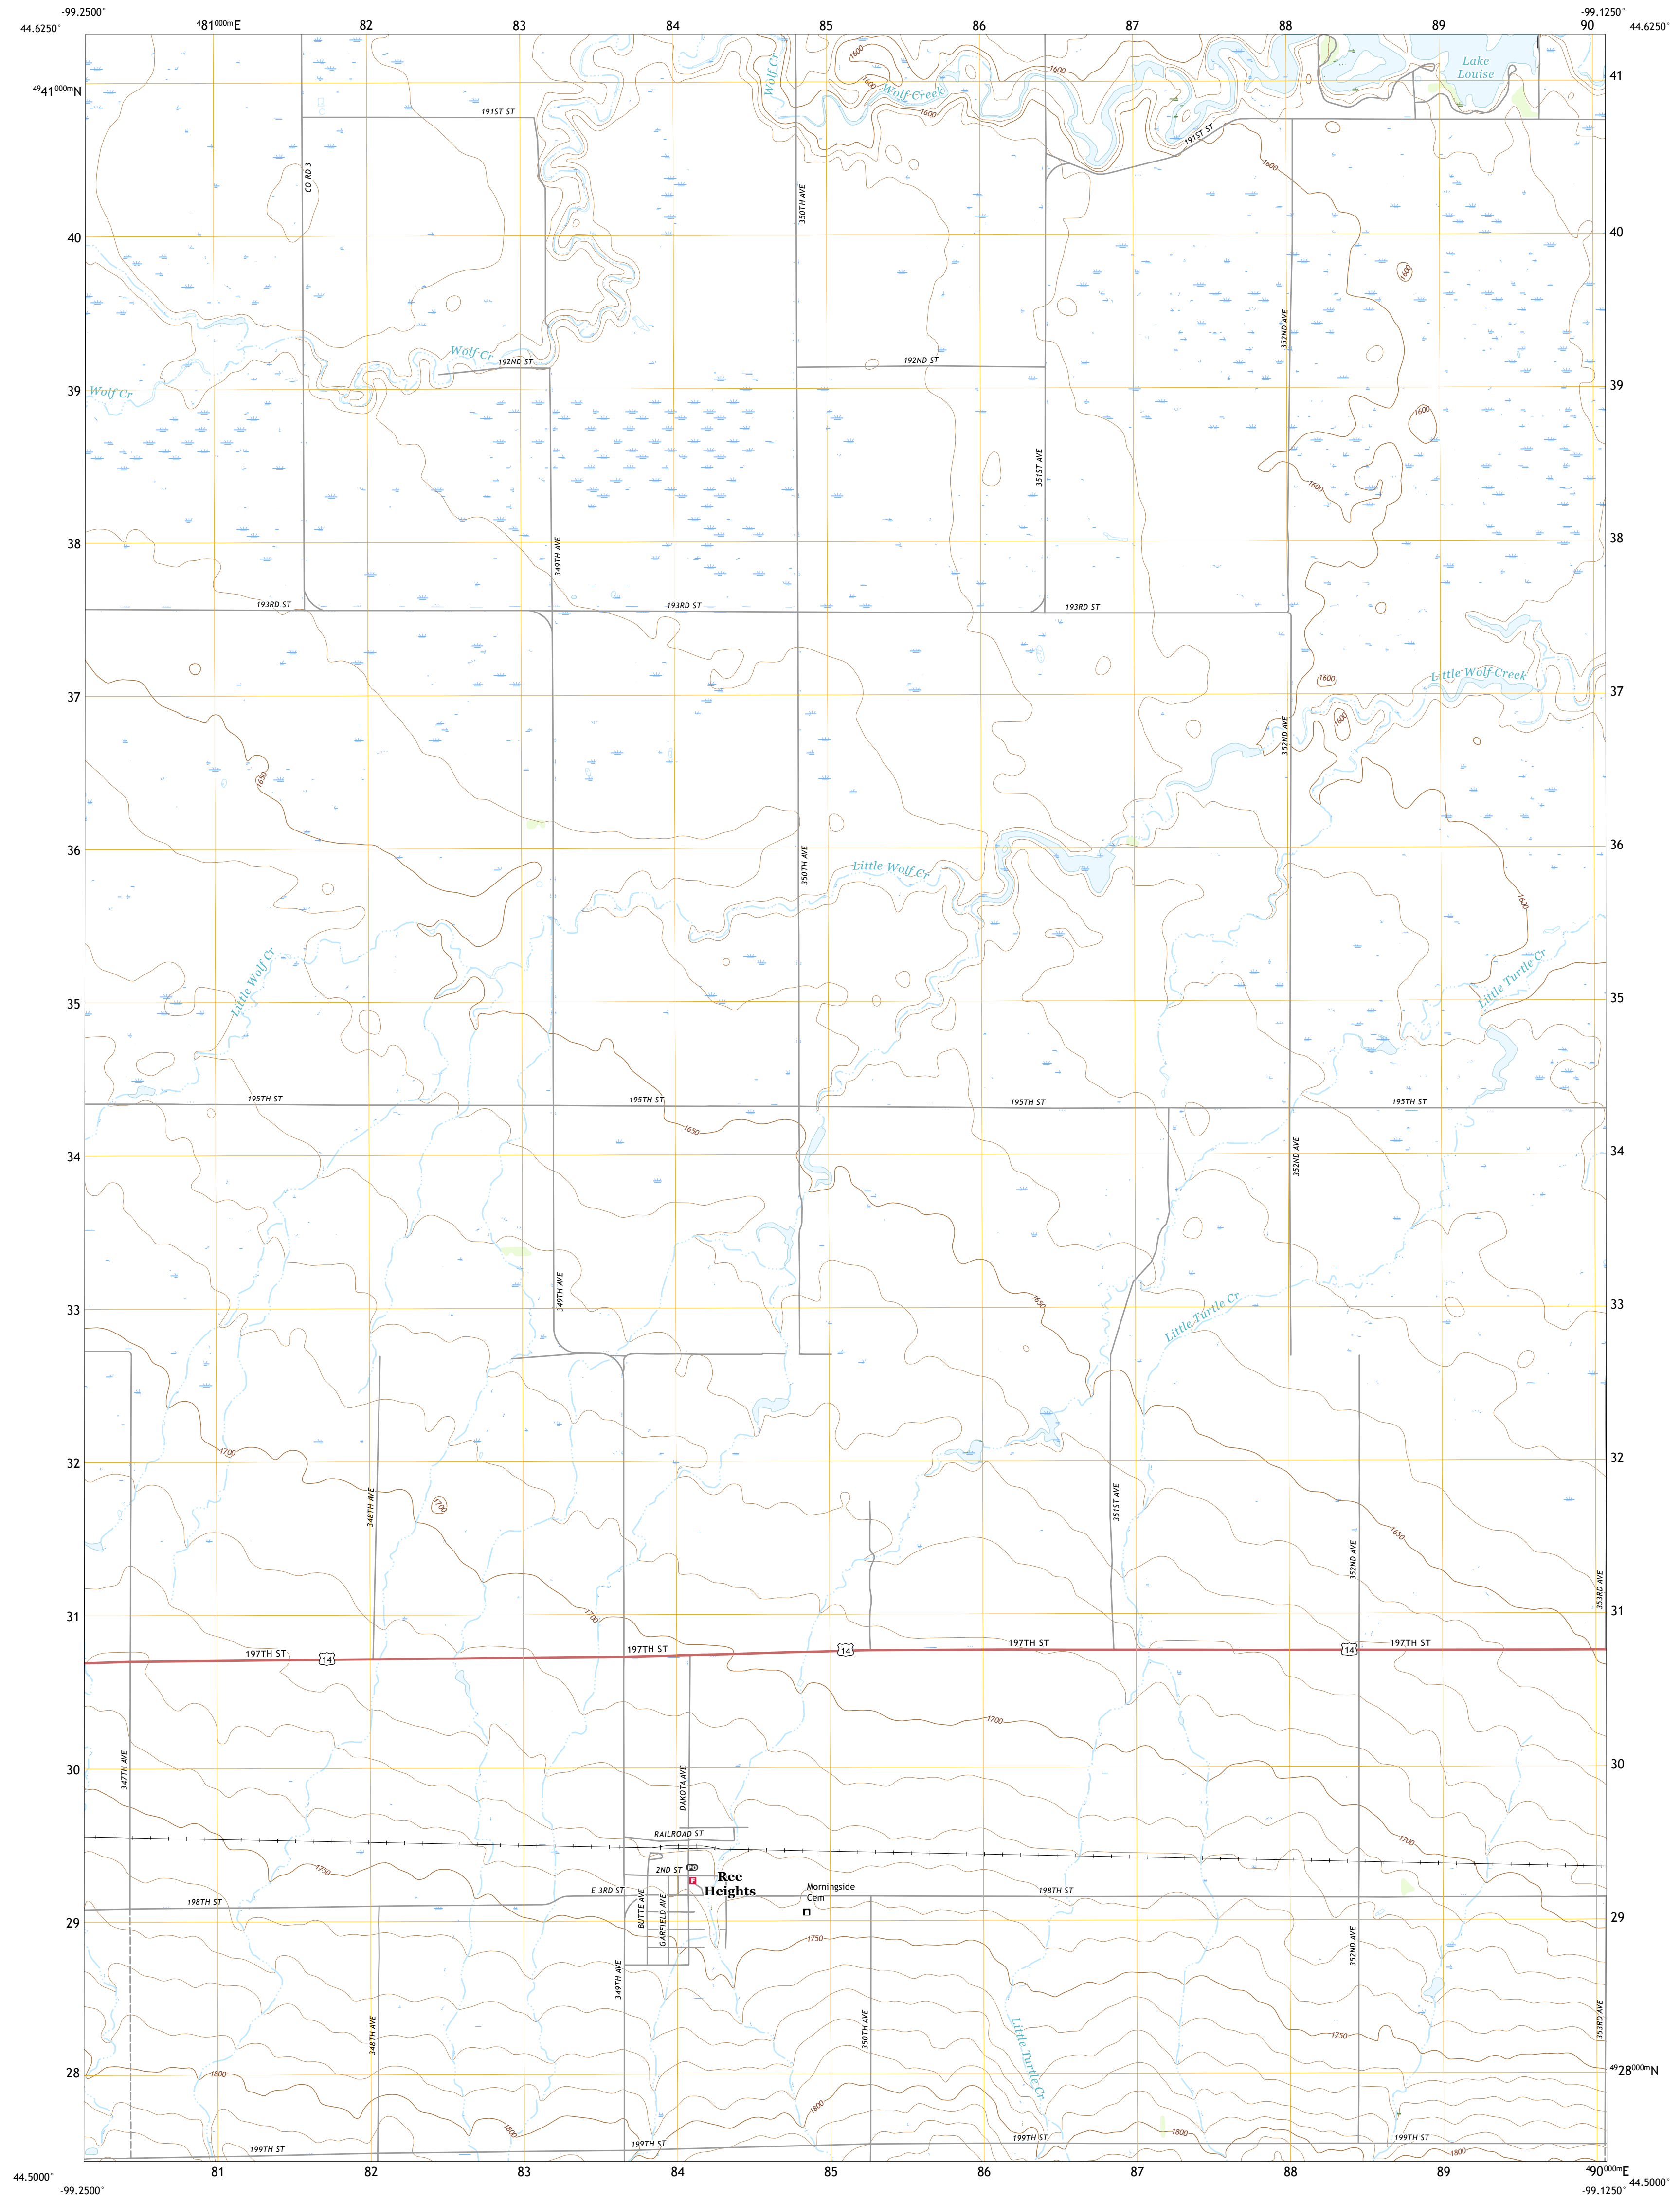 -99.2500°
-99.1250°
44.6250°
⁴81⁰⁰⁰ᵐE
82
83
84
85
86
87
88
89
90
44.6250°
⁴⁹41⁰⁰⁰ᵐN
41
Wolf Cr
1600
1600
Wolf Creek
1600
1600
Lake
Louise
191ST ST
191ST ST
CO RD 3
350TH AVE
1600
40
40
1600
352ND AVE
Wolf Cr
192ND ST
192ND ST
Wolf Cr
39
39
1600
351ST AVE
1600
38
38
349TH AVE
193RD ST
193RD ST
193RD ST
Little Wolf Creek
1600
37
37
1600
352ND AVE
1650
36
36
350TH AVE
Little Wolf Cr
1600
Little Wolf Cr
Little Turtle Cr
35
35
195TH ST
195TH ST
195TH ST
195TH ST
1650
34
34
352ND AVE
349TH AVE
1650
Little Turtle Cr
33
33
1700
32
32
348TH AVE
1700
351ST AVE
1650
352ND AVE
353RD AVE
1700
31
31
197TH ST
14
197TH ST
14
197TH ST
14
197TH ST
1700
30
30
347TH AVE
DAKOTA AVE
RAILROAD ST
1700
1750
2ND ST
PO
F
Ree
Heights
Morningside
Cem
E 3RD ST
198TH ST
198TH ST
BUTTE AVE
GARFIELD AVE
29
29
1750
352ND AVE
349TH AVE
348TH AVE
350TH AVE
Little Turtle Cr
1750
353RD AVE
28
⁴⁹28⁰⁰⁰ᵐN
1800
1800
1800
1800
199TH ST
199TH ST
199TH ST
199TH ST
1800
44.5000°
81
82
83
84
85
86
87
88
89
⁴90⁰⁰⁰ᵐE
44.5000°
-99.2500°
-99.1250°